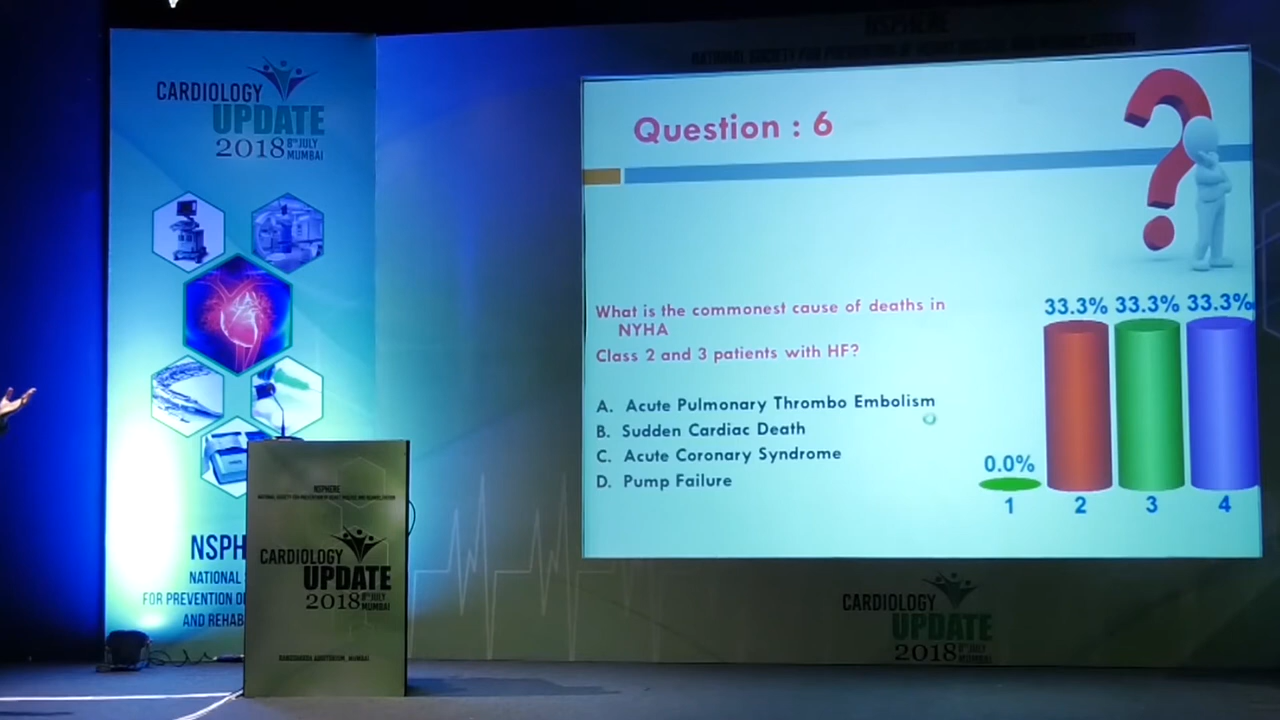 CARDIOLOGY
UPDATE
2018 8th JULY
MUMBAI
NSPH
NATIONAL
FOR PREVENTION O
AND REHAB
NSPHERE
CARDIOLOGY
UPDATE
2018 8th JULY
MUMBAI
NSPHERE
Question : 6
What is the commonest cause of deaths in
NYHA
Class 2 and 3 patients with HF?
A. Acute Pulmonary Thrombo Embolism
B. Sudden Cardiac Death
C. Acute Coronary Syndrome
D. Pump Failure
0.0% 33.3% 33.3% 33.3%
1 2 3 4
CARDIOLOGY
UPDATE
2018 8th JULY
MUMBAI